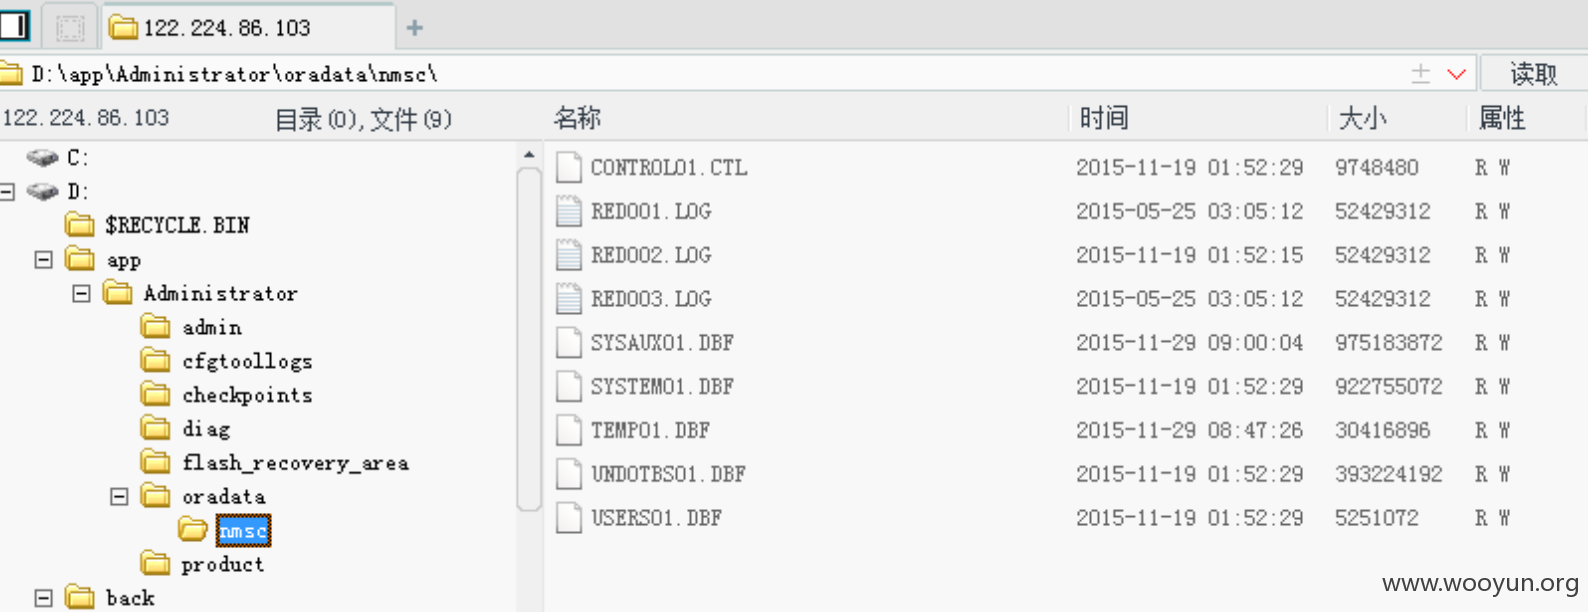 122.224.86.103
D:\app\Administrator\oradata\nmsc\ 读取
122.224.86.103 目录(0),文件(9) 名称 时间 大小 属性
C:
D:
$RECYCLE.BIN
app
Administrator
admin
cfgtoollogs
checkpoints
diag
flash_recovery_area
oradata
nmsc
product
back
CONTROL01.CTL 2015-11-19 01:52:29 9748480 R W
REDO01.LOG 2015-05-25 03:05:12 52429312 R W
REDO02.LOG 2015-11-19 01:52:15 52429312 R W
REDO03.LOG 2015-05-25 03:05:12 52429312 R W
SYSAUX01.DBF 2015-11-29 09:00:04 975183872 R W
SYSTEM01.DBF 2015-11-19 01:52:29 922755072 R W
TEMP01.DBF 2015-11-29 08:47:26 30416896 R W
UNDOTBS01.DBF 2015-11-19 01:52:29 393224192 R W
USERS01.DBF 2015-11-19 01:52:29 5251072 R W
www.wooyun.org